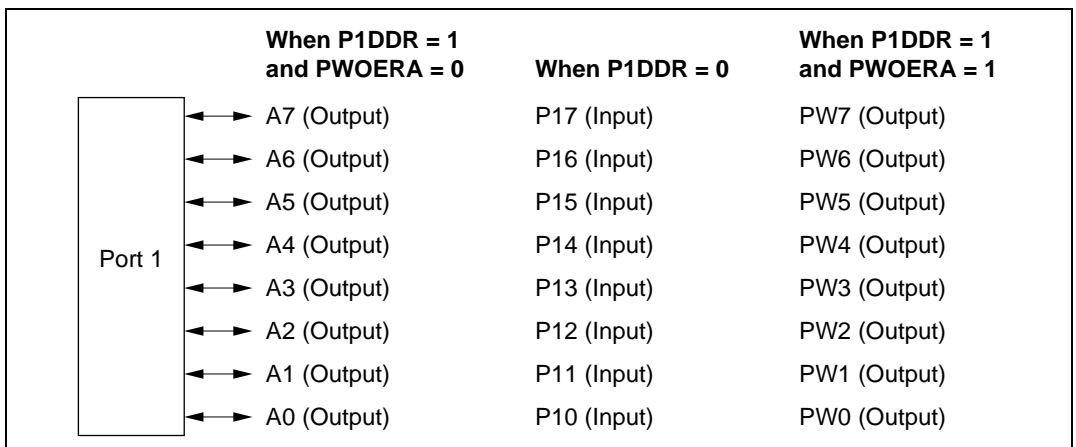 When P1DDR = 1 and PWOERA = 0
When P1DDR = 0
When P1DDR = 1 and PWOERA = 1
Port 1
A7 (Output) P17 (Input) PW7 (Output)
A6 (Output) P16 (Input) PW6 (Output)
A5 (Output) P15 (Input) PW5 (Output)
A4 (Output) P14 (Input) PW4 (Output)
A3 (Output) P13 (Input) PW3 (Output)
A2 (Output) P12 (Input) PW2 (Output)
A1 (Output) P11 (Input) PW1 (Output)
A0 (Output) P10 (Input) PW0 (Output)